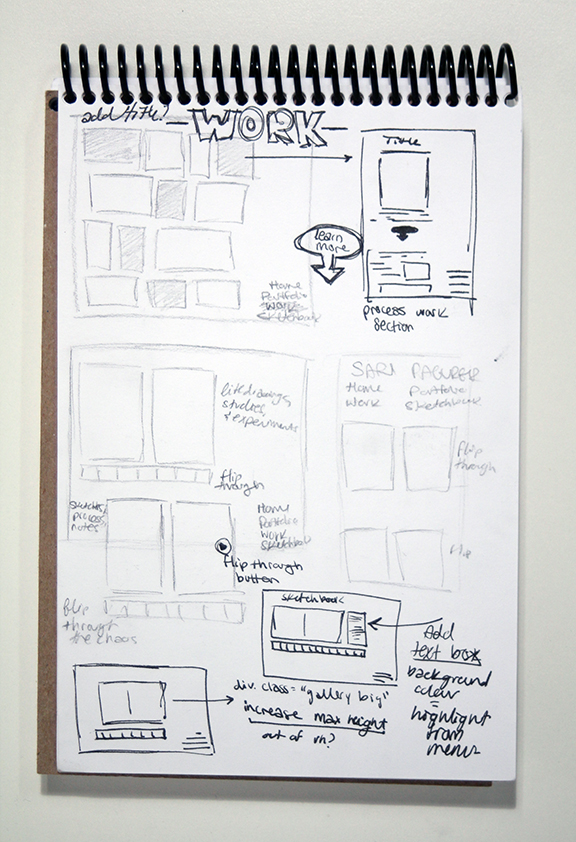 add title?
-WORK-
Title
learn
more
Home
Portfolio
Work
Sketchbook
process work
section
life drawings
studies
& experiments
flip
through
SARI
Home
Portfolio
Work
Sketchbook
flip
through
flip
sketches,
process,
notes
Home
Portfolio
Work
Sketchbook
flip through
button
flip
through
the chaos
sketchbook
Add
text box
background
color
=
highlight
from
menu
div. class = "gallery big"
increase max height
out of vh?